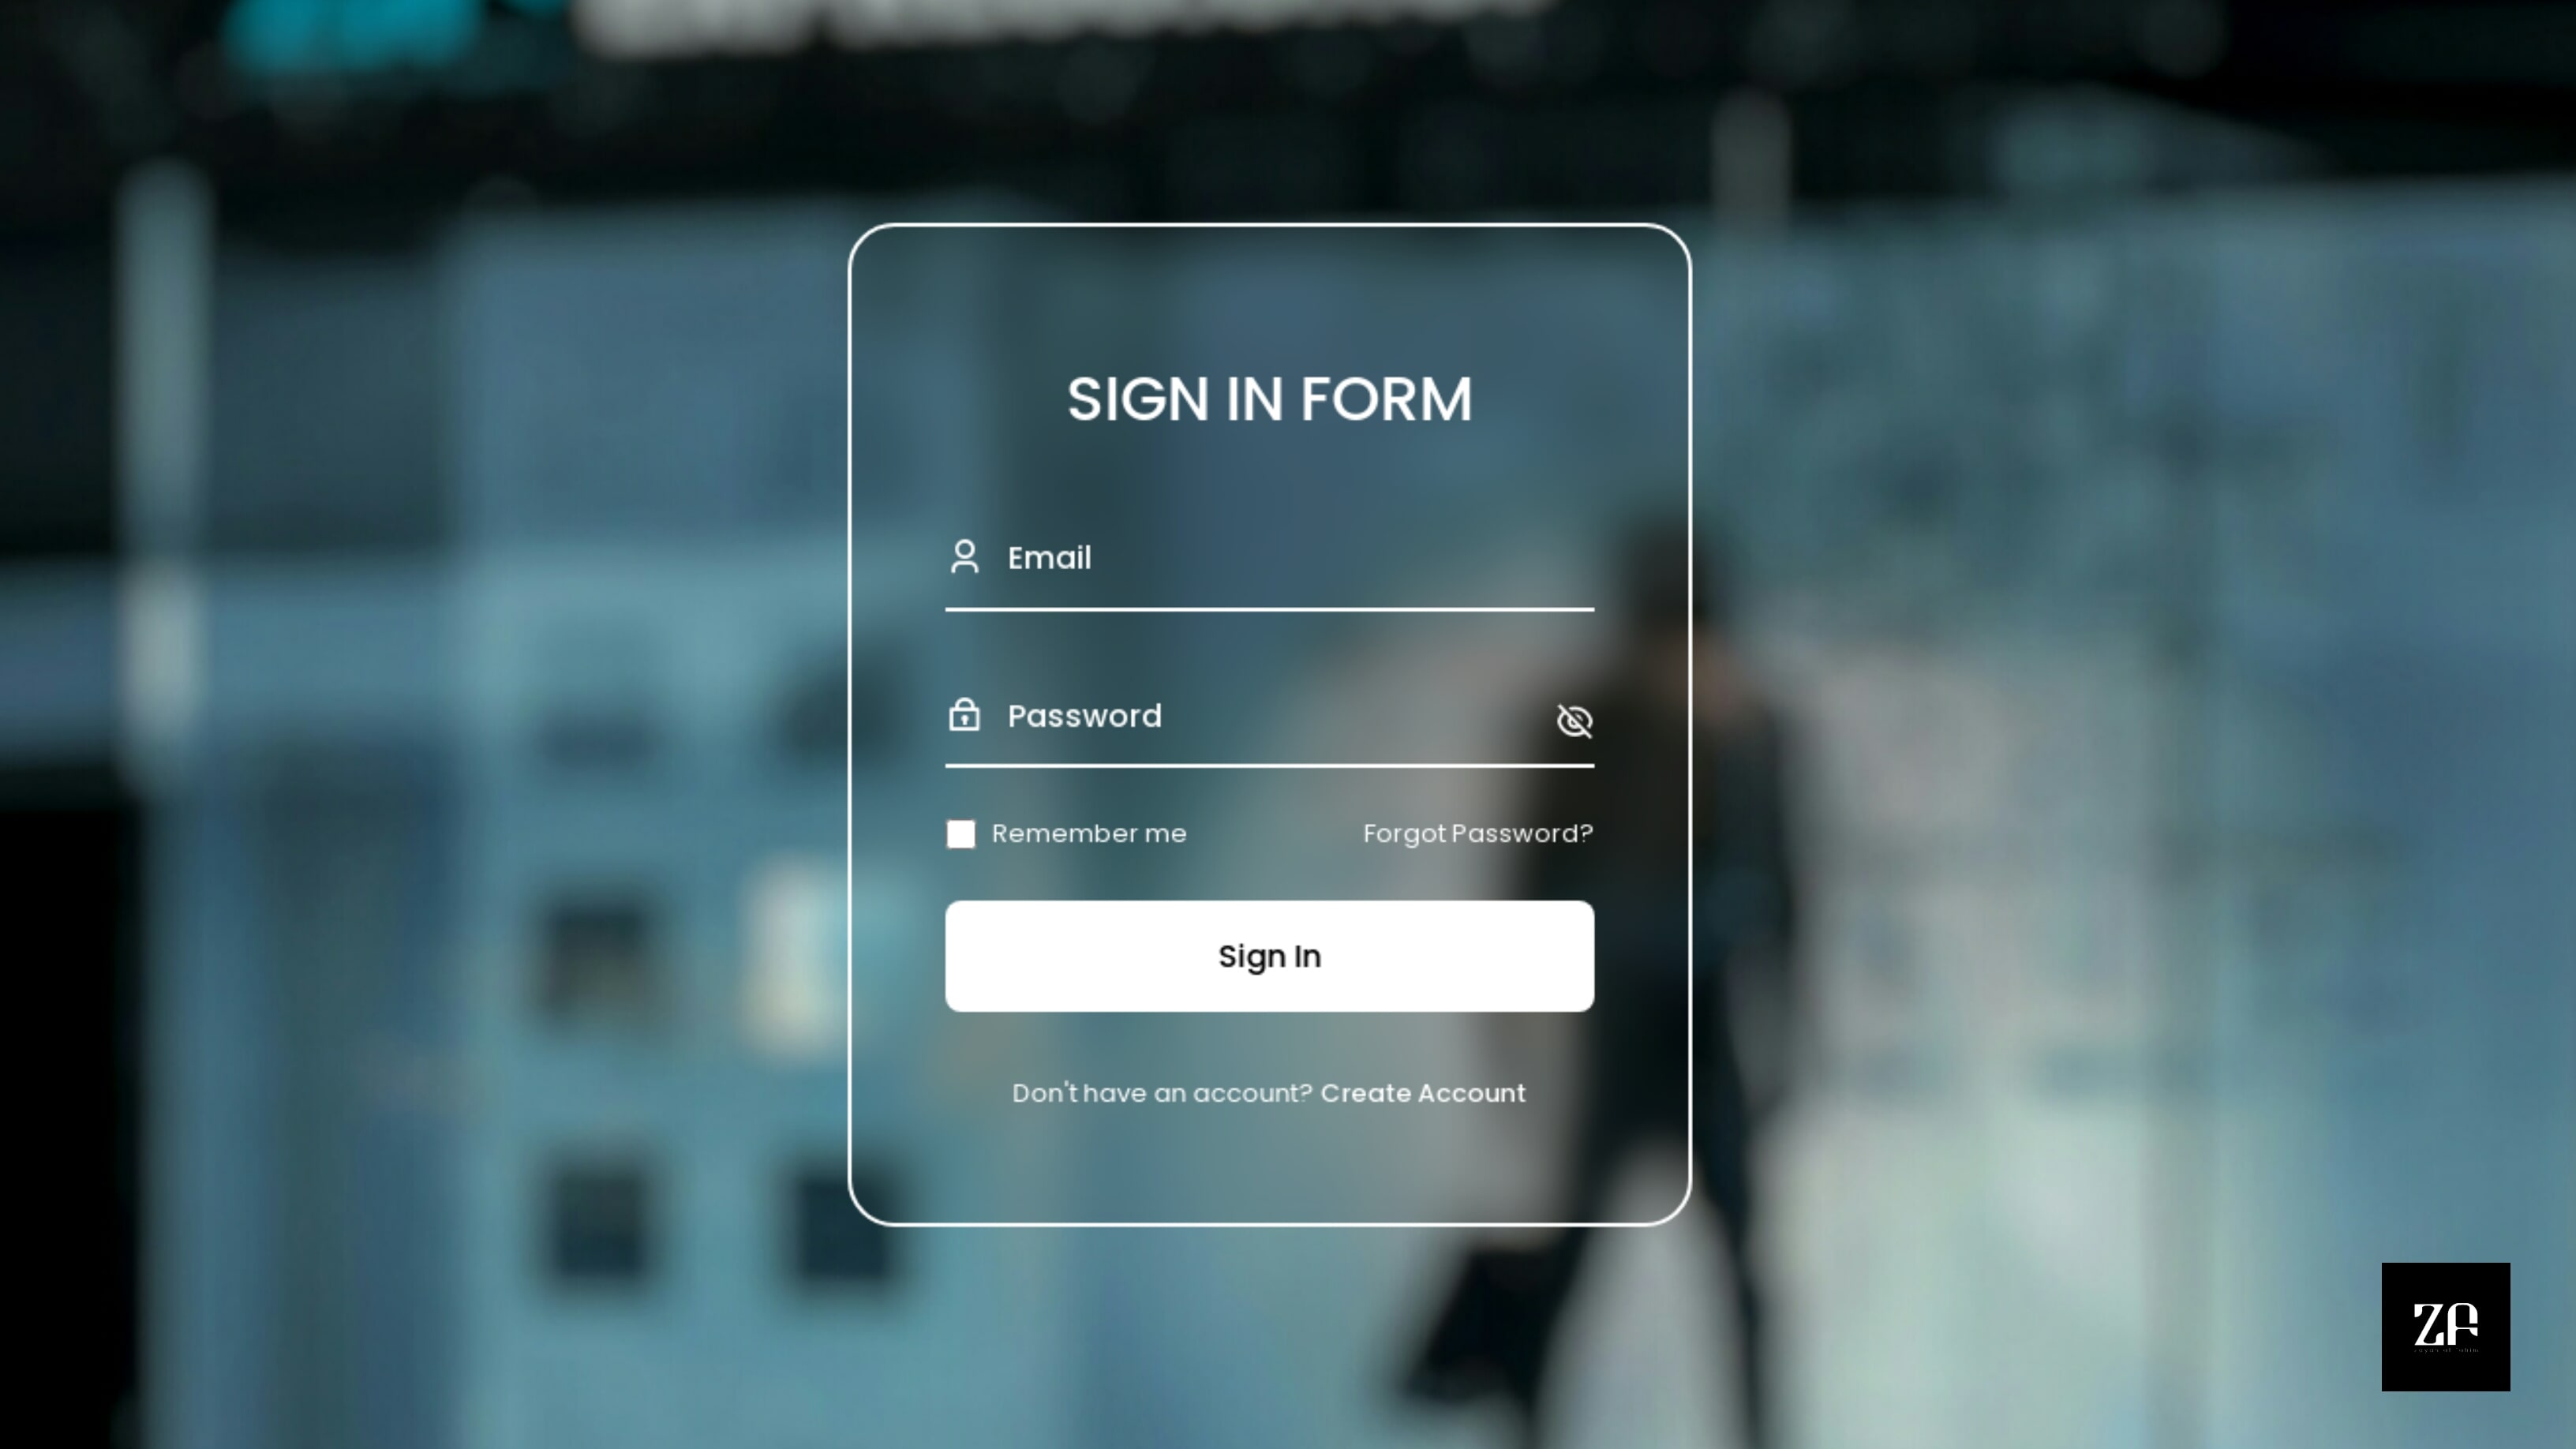 SIGN IN FORM
Email
Password
Remember me
Forgot Password?
Sign In
Don't have an account? Create Account
ZA